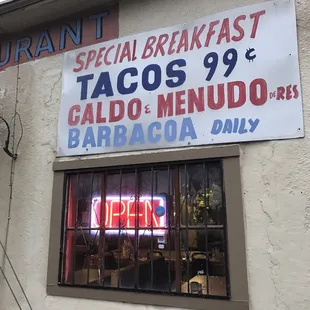 URANT
SPECIAL BREAKFAST
TACOS 99¢
CALDO & MENUDO DE RES
BARBACOA DAILY
OPEN